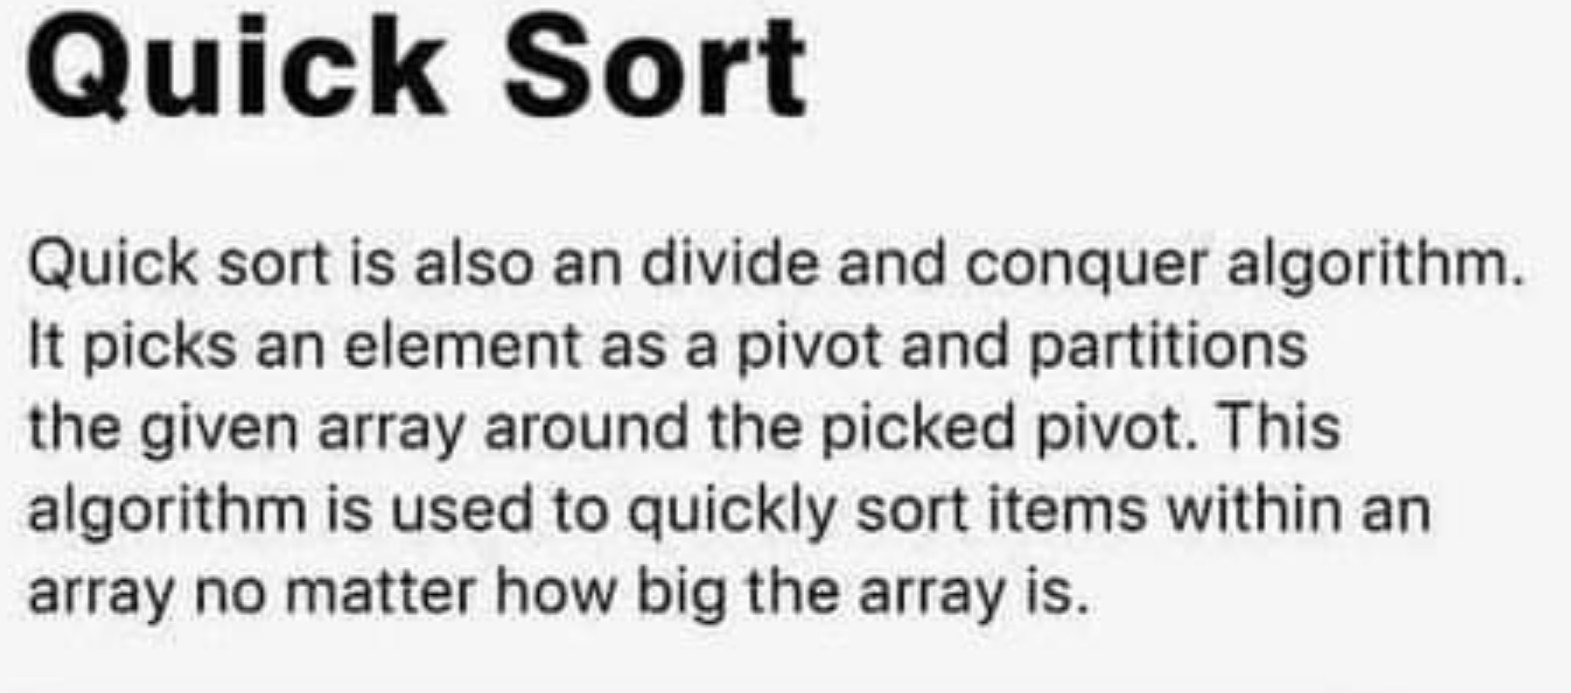 Quick Sort
Quick sort is also an divide and conquer algorithm.
It picks an element as a pivot and partitions
the given array around the picked pivot. This
algorithm is used to quickly sort items within an
array no matter how big the array is.